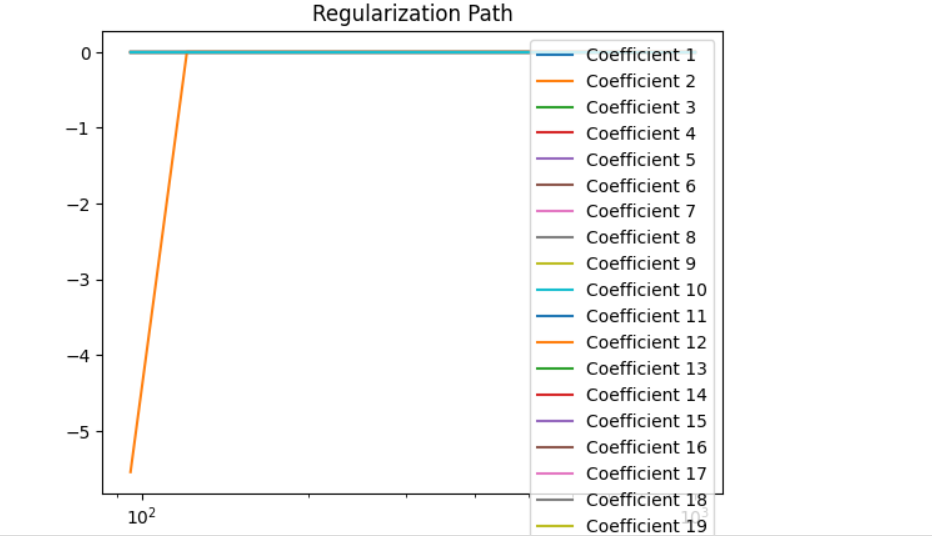 Regularization Path
0
−1
−2
−3
−4
−5
10²
10³
Coefficient 1
Coefficient 2
Coefficient 3
Coefficient 4
Coefficient 5
Coefficient 6
Coefficient 7
Coefficient 8
Coefficient 9
Coefficient 10
Coefficient 11
Coefficient 12
Coefficient 13
Coefficient 14
Coefficient 15
Coefficient 16
Coefficient 17
Coefficient 18
Coefficient 19